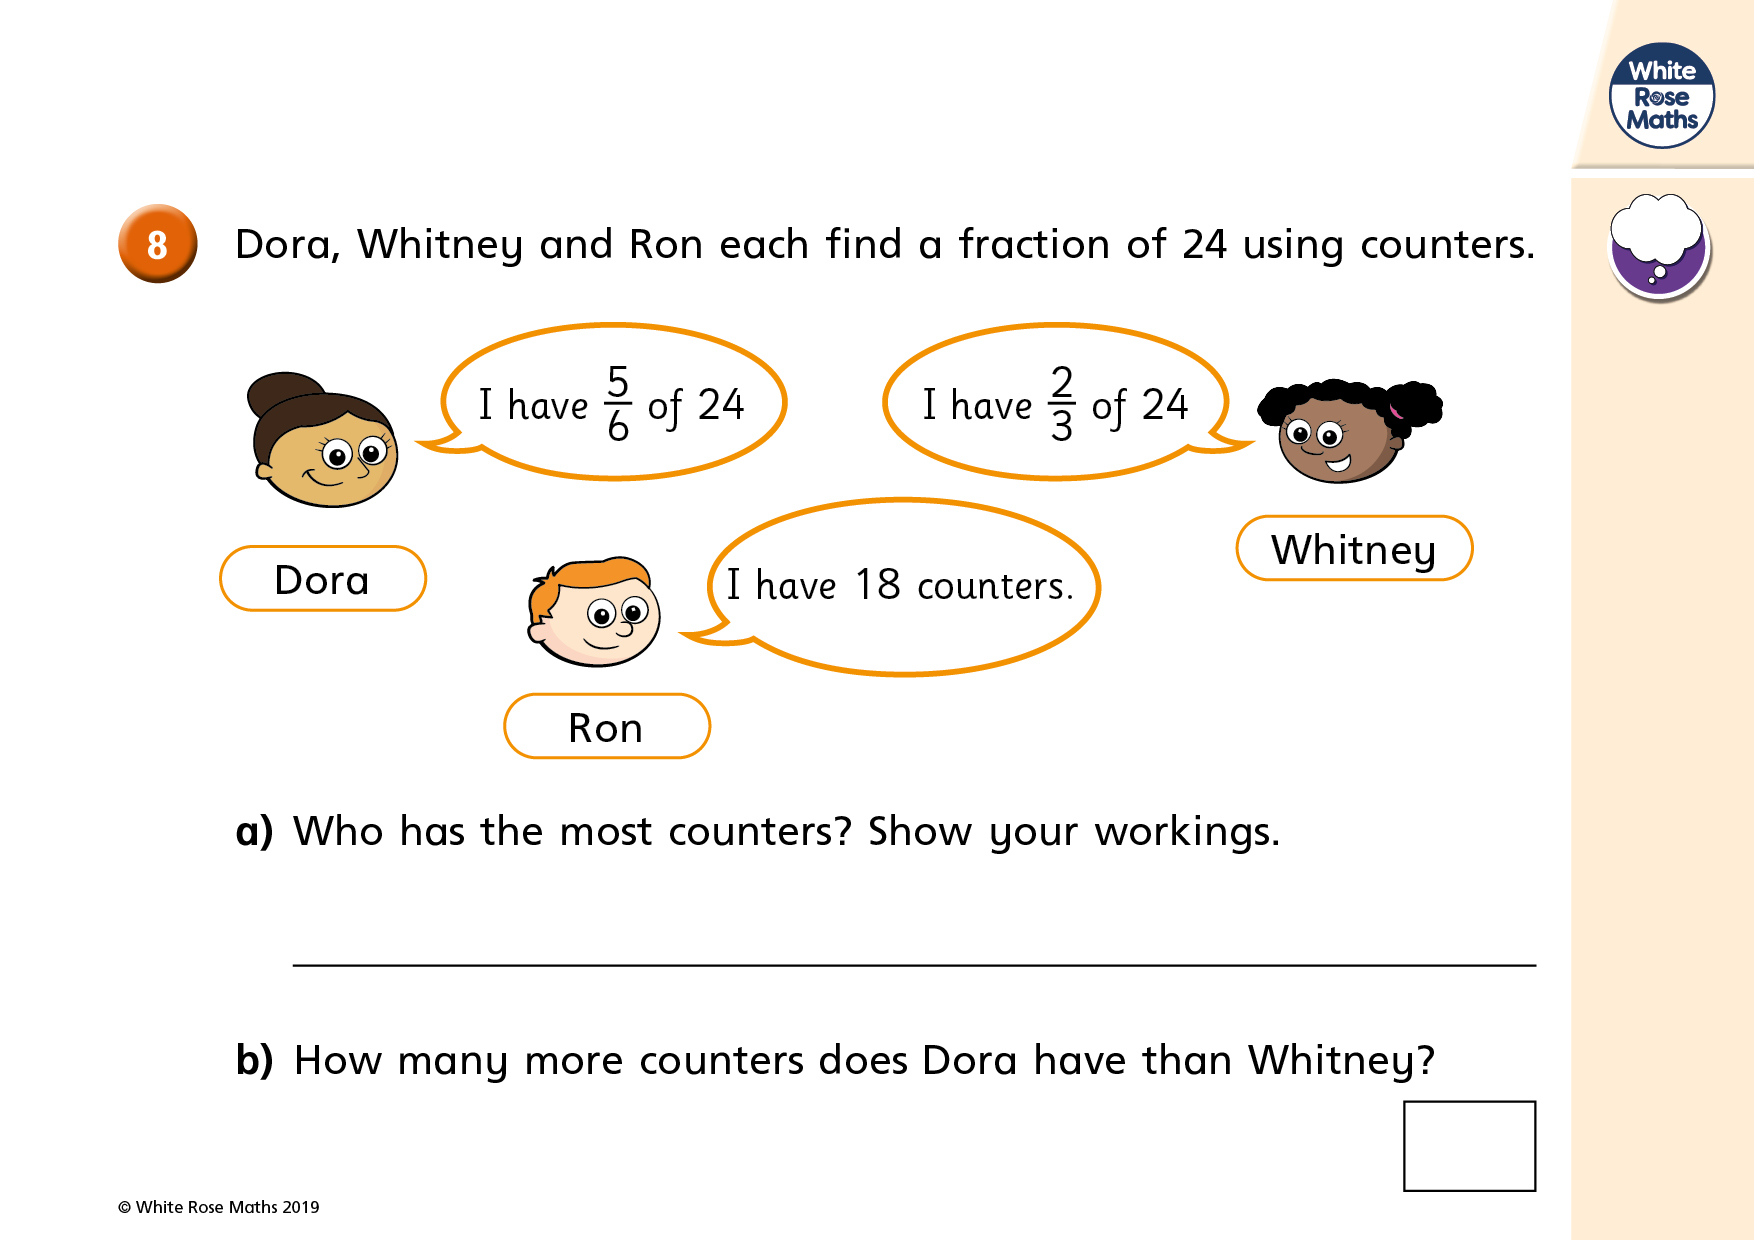 White
Rose
Maths
8 Dora, Whitney and Ron each find a fraction of 24 using counters.
I have 5/6 of 24
I have 2/3 of 24
Dora
Whitney
I have 18 counters.
Ron
a) Who has the most counters? Show your workings.
b) How many more counters does Dora have than Whitney?
© White Rose Maths 2019